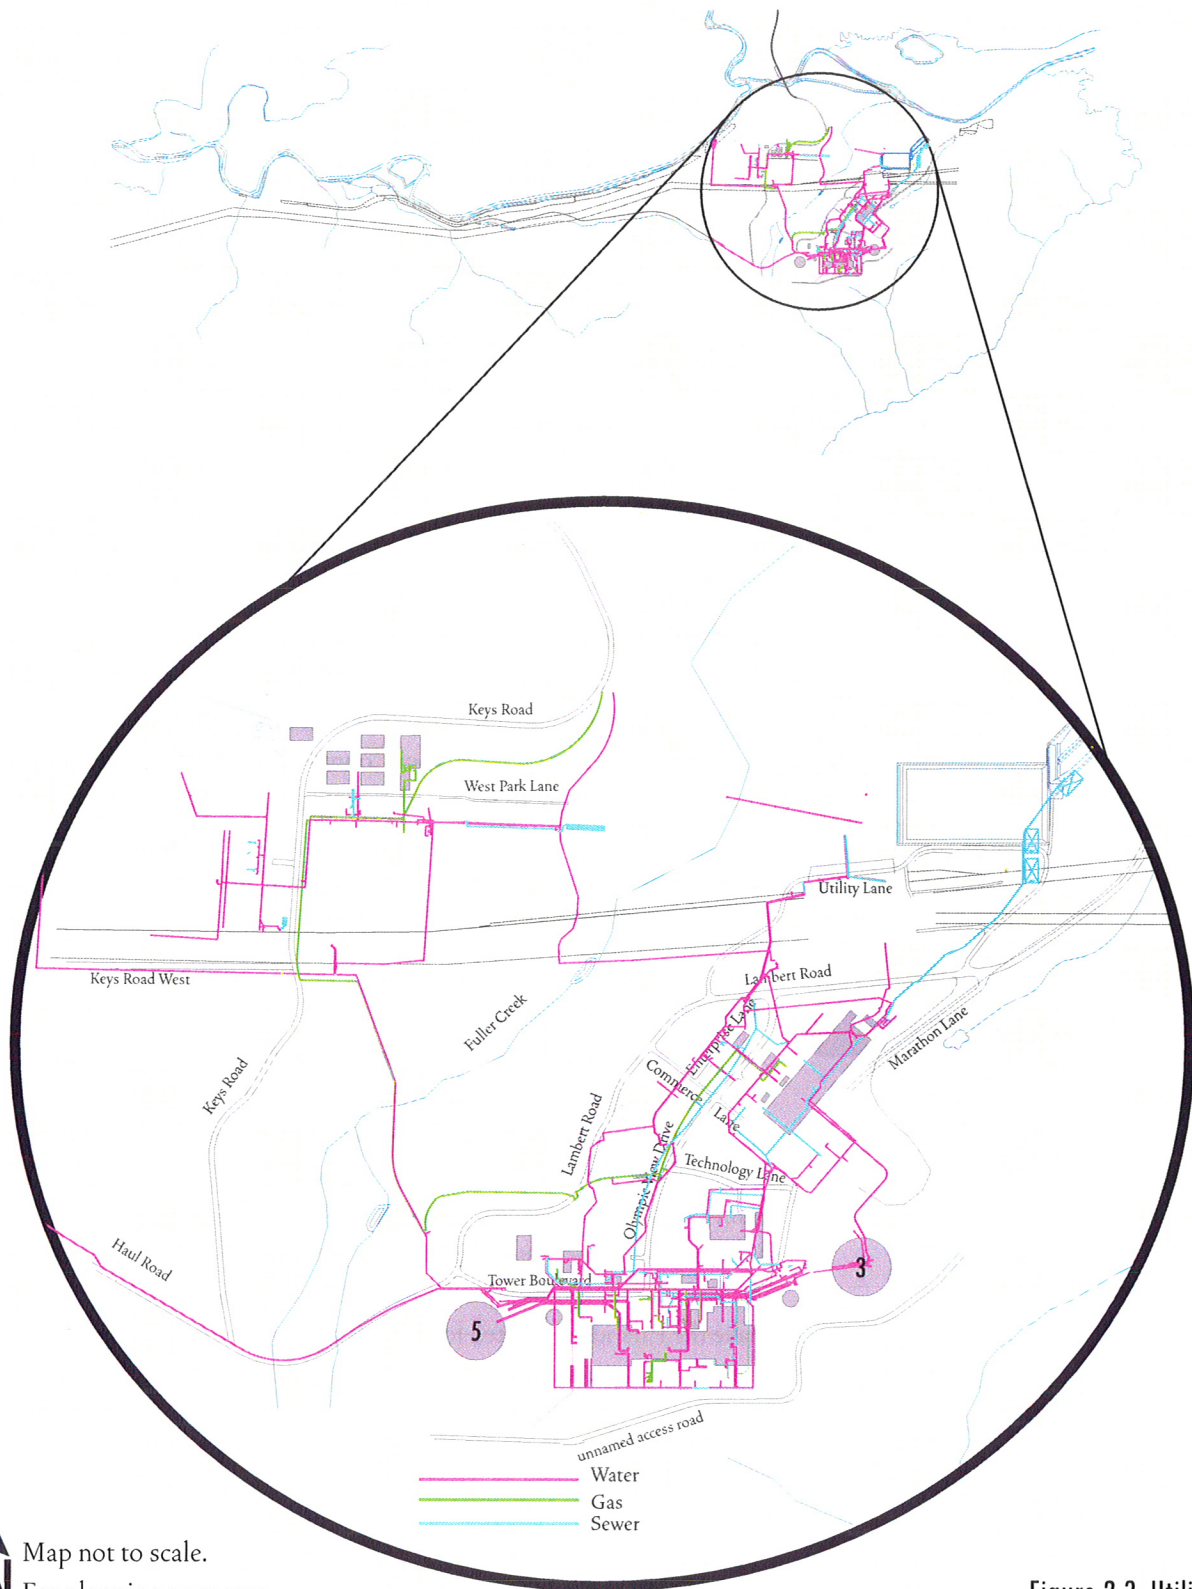 Keys Road
West Park Lane
Utility Lane
Keys Road West
Lambert Road
Fuller Creek
Enterprise Lane
Marathon Lane
Commerce
Lane
Keys Road
Lambert Road
Olympic View Drive
Technology Lane
Haul Road
Tower Boulevard
3
5
unnamed access road
Water
Gas
Sewer
Map not to scale.